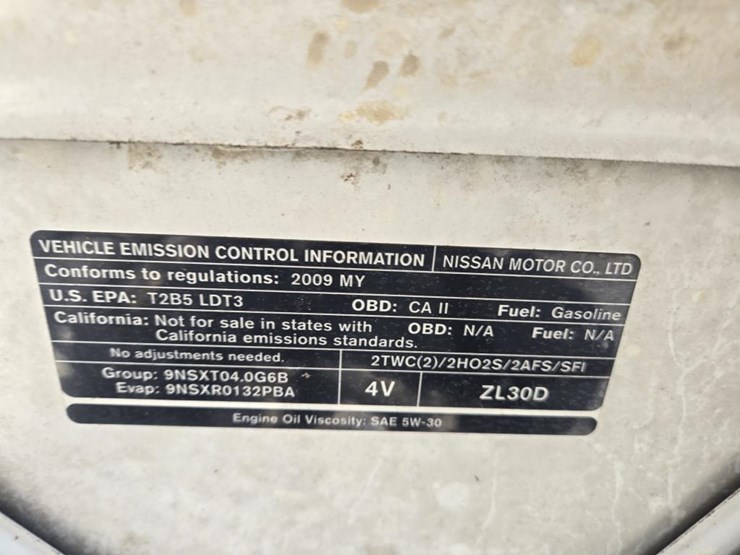 VEHICLE EMISSION CONTROL INFORMATION NISSAN MOTOR CO., LTD
Conforms to regulations: 2009 MY
U.S. EPA: T2B5 LDT3 OBD: CA II Fuel: Gasoline
California: Not for sale in states with OBD: N/A Fuel: N/A
California emissions standards.
No adjustments needed. 2TWC(2)/2HO2S/2AFS/SFI
Group: 9NSXT04.0G6B 4V ZL30D
Evap: 9NSXR0132PBA
Engine Oil Viscosity: SAE 5W-30